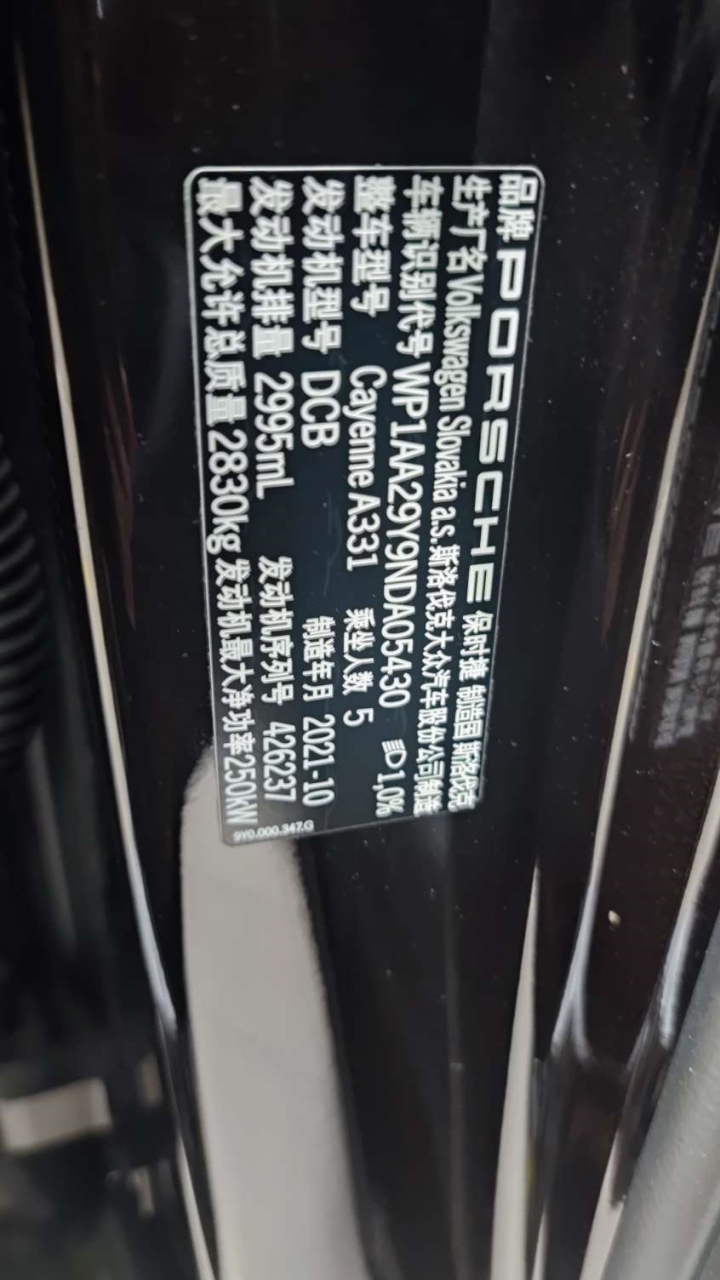 品牌 PORSCHE 保时捷 制造国 斯洛伐克
生产厂名 Volkswagen Slovakia a.s. 斯洛伐克大众汽车股份公司制造
车辆识别代号 WP1AA29Y9NDA05430 1,0%
整车型号 Cayenne A331 乘坐人数 5
发动机型号 DCB 制造年月 2021-10
发动机排量 2995mL 发动机序列号 426237
最大允许总质量 2830kg 发动机最大净功率250kW
9Y0.000.347.G